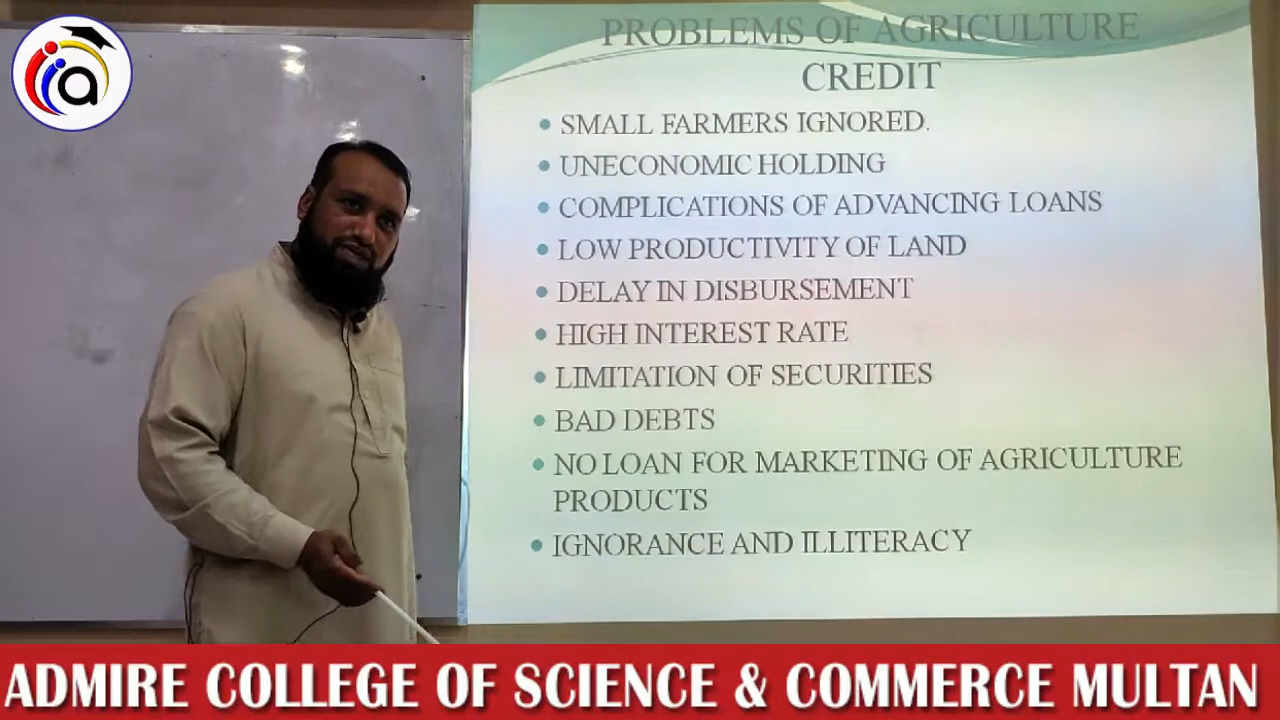 PROBLEMS OF AGRICULTURE
CREDIT
SMALL FARMERS IGNORED.
UNECONOMIC HOLDING
COMPLICATIONS OF ADVANCING LOANS
LOW PRODUCTIVITY OF LAND
DELAY IN DISBURSEMENT
HIGH INTEREST RATE
LIMITATION OF SECURITIES
BAD DEBTS
NO LOAN FOR MARKETING OF AGRICULTURE
PRODUCTS
IGNORANCE AND ILLITERACY
a
ADMIRE COLLEGE OF SCIENCE & COMMERCE MULTAN